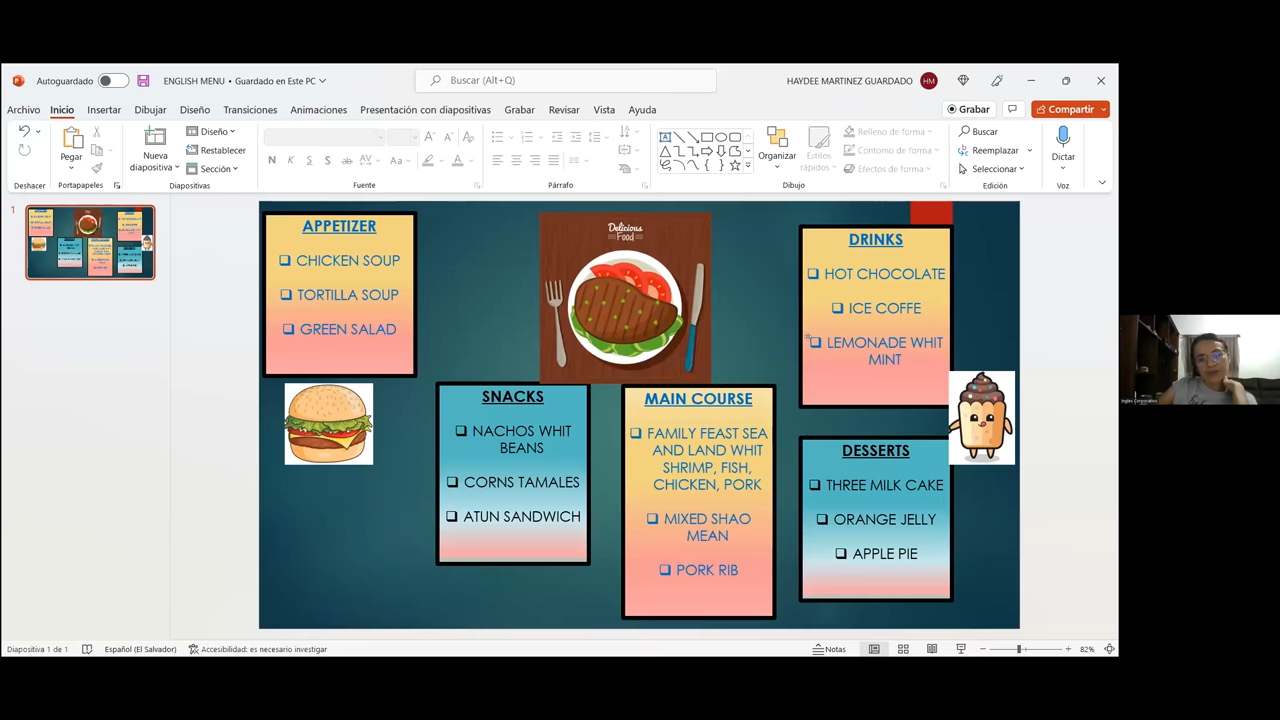 Autoguardado
ENGLISH MENU • Guardado en Este PC
Buscar (Alt+Q)
HAYDEE MARTINEZ GUARDADO
HM
Archivo
Inicio
Insertar
Dibujar
Diseño
Transiciones
Animaciones
Presentación con diapositivas
Grabar
Revisar
Vista
Ayuda
Grabar
Compartir
Pegar
Nueva
diapositiva
Diseño
Restablecer
Sección
N K S S ab AV Aa A
Organizar
Estilos
rápidos
Relleno de forma
Contorno de forma
Efectos de forma
Buscar
Reemplazar
Seleccionar
Dictar
Deshacer
Portapapeles
Diapositivas
Fuente
Párrafo
Dibujo
Edición
Voz
1
APPETIZER
CHICKEN SOUP
TORTILLA SOUP
GREEN SALAD
Delicious
Food
DRINKS
HOT CHOCOLATE
ICE COFFE
LEMONADE WHIT
MINT
SNACKS
NACHOS WHIT
BEANS
CORNS TAMALES
ATUN SANDWICH
MAIN COURSE
FAMILY FEAST SEA
AND LAND WHIT
SHRIMP, FISH,
CHICKEN, PORK
MIXED SHAO
MEAN
PORK RIB
DESSERTS
THREE MILK CAKE
ORANGE JELLY
APPLE PIE
Ingles Corporativo
Diapositiva 1 de 1
Español (El Salvador)
Accesibilidad: es necesario investigar
Notas
82%